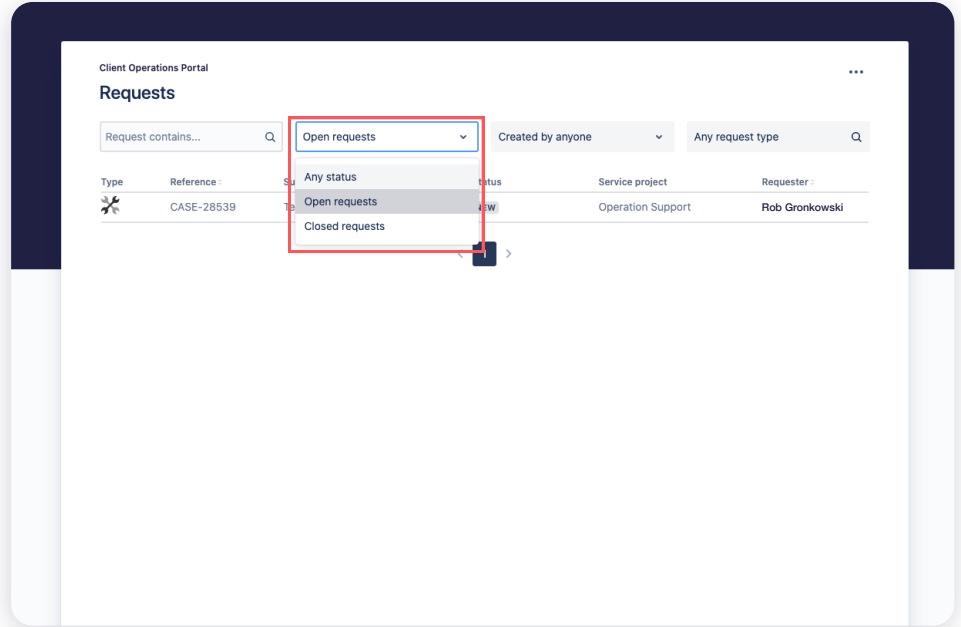 Client Operations Portal
Requests
Request contains...
Open requests
Created by anyone
Any request type
Type
Reference
Service project
Requester
CASE-28539
Operation Support
Rob Gronkowski
Any status
Open requests
Closed requests
1